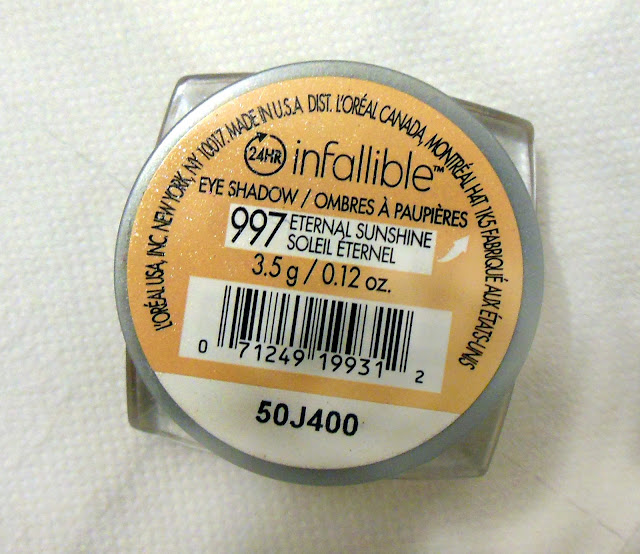 L'ORÉAL USA, INC. NEW YORK, NY 10017. MADE IN U.S.A DIST. L'ORÉAL CANADA, MONTRÉAL H4T 1K5 FABRIQUÉ AUX ÉTATS-UNIS
24HR infallible™
EYE SHADOW / OMBRES À PAUPIÈRES
997 ETERNAL SUNSHINE
SOLEIL ÉTERNEL
3.5 g / 0.12 oz.
0 71249 19931 2
50J400